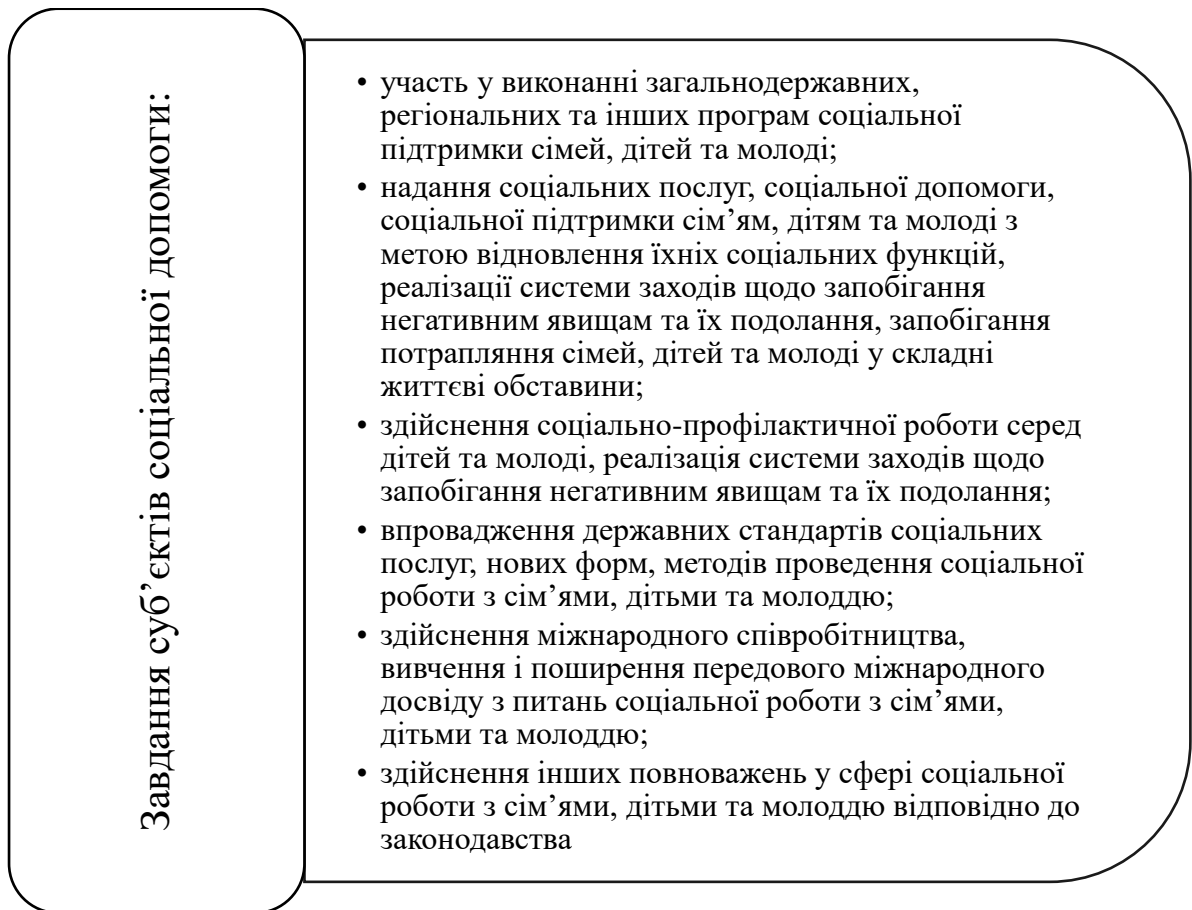 Завдання суб’єктів соціальної допомоги:
• участь у виконанні загальнодержавних,
регіональних та інших програм соціальної
підтримки сімей, дітей та молоді;
• надання соціальних послуг, соціальної допомоги,
соціальної підтримки сім’ям, дітям та молоді з
метою відновлення їхніх соціальних функцій,
реалізації системи заходів щодо запобігання
негативним явищам та їх подолання, запобігання
потрапляння сімей, дітей та молоді у складні
життєві обставини;
• здійснення соціально-профілактичної роботи серед
дітей та молоді, реалізація системи заходів щодо
запобігання негативним явищам та їх подолання;
• впровадження державних стандартів соціальних
послуг, нових форм, методів проведення соціальної
роботи з сім’ями, дітьми та молоддю;
• здійснення міжнародного співробітництва,
вивчення і поширення передового міжнародного
досвіду з питань соціальної роботи з сім’ями,
дітьми та молоддю;
• здійснення інших повноважень у сфері соціальної
роботи з сім’ями, дітьми та молоддю відповідно до
законодавства